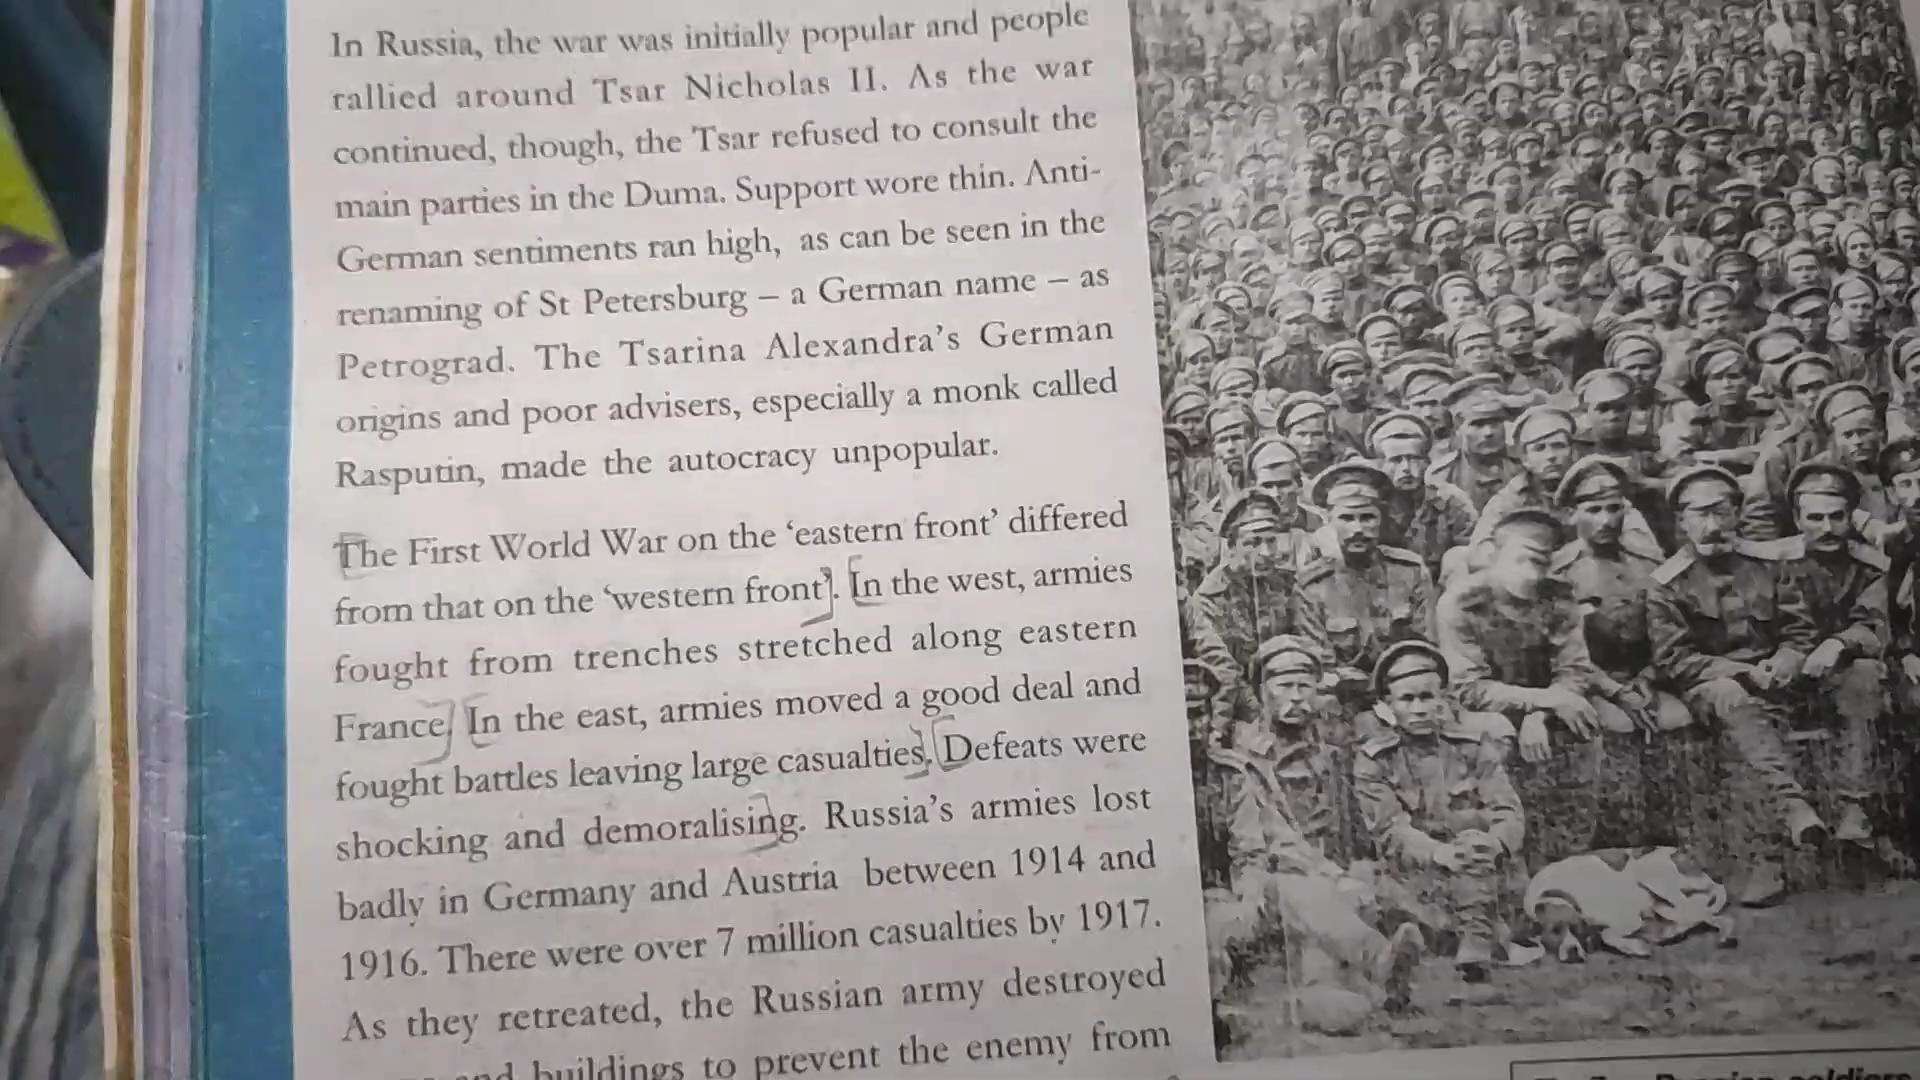 In Russia, the war was initially popular and people
rallied around Tsar Nicholas II. As the war
continued, though, the Tsar refused to consult the
main parties in the Duma. Support wore thin. Anti-
German sentiments ran high, as can be seen in the
renaming of St Petersburg – a German name – as
Petrograd. The Tsarina Alexandra's German
origins and poor advisers, especially a monk called
Rasputin, made the autocracy unpopular.
The First World War on the 'eastern front' differed
from that on the 'western front'. In the west, armies
fought from trenches stretched along eastern
France. In the east, armies moved a good deal and
fought battles leaving large casualties. Defeats were
shocking and demoralising. Russia's armies lost
badly in Germany and Austria between 1914 and
1916. There were over 7 million casualties by 1917.
As they retreated, the Russian army destroyed
and buildings to prevent the enemy from
Russian soldiers